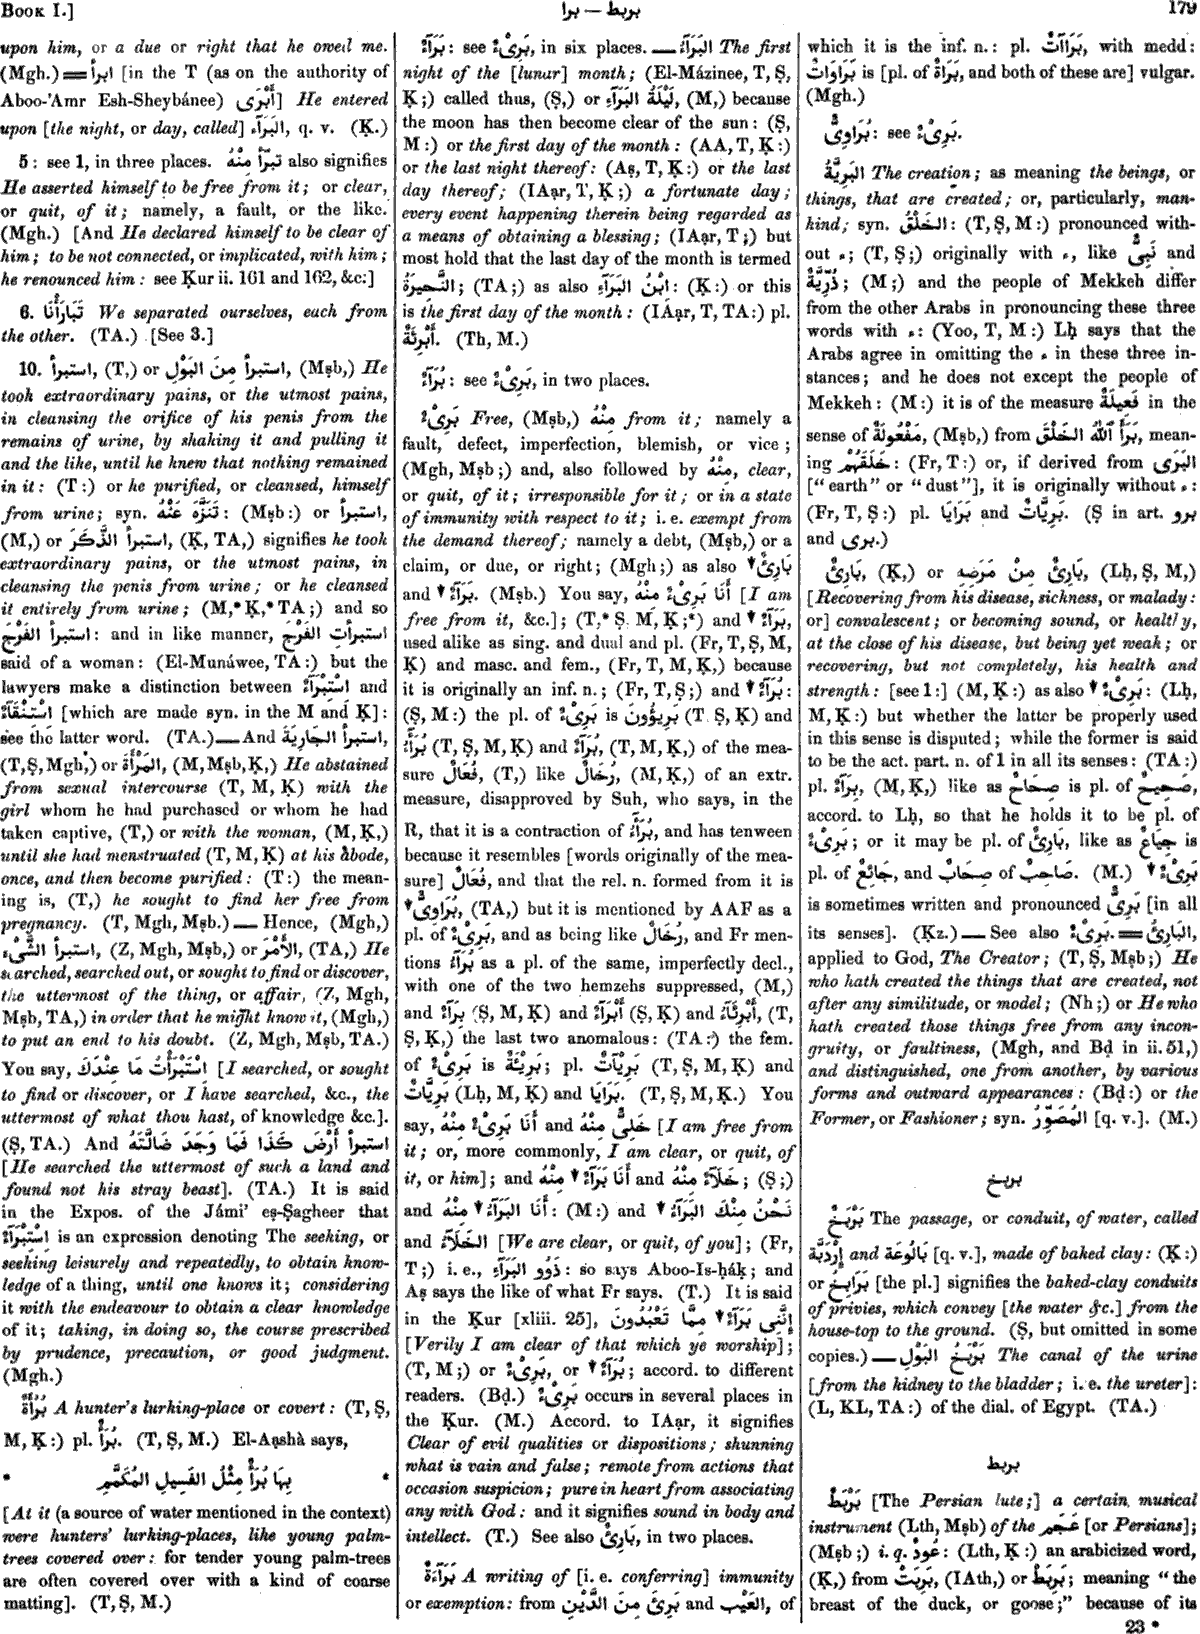 BOOK I.]
بربط — برا
179
upon him, or a due or right that he owed me.
(Mgh.) ═ ابرأ [in the T (as on the authority of
Aboo-'Amr Esh-Sheybánee) أَبْرَى] He entered
upon [the night, or day, called] البَرَآء, q. v. (Ḳ.)
5 : see 1, in three places. تبرّأ مِنْهُ also signifies
He asserted himself to be free from it; or clear,
or quit, of it; namely, a fault, or the like.
(Mgh.) [And He declared himself to be clear of
him; to be not connected, or implicated, with him;
he renounced him: see Ḳur ii. 161 and 162, &c.]
6. تَبَارَأْنَا We separated ourselves, each from
the other. (TA.) [See 3.]
10. استبرأ, (T,) or استبرأ مِنَ البَوْلِ, (Mṣb,) He
took extraordinary pains, or the utmost pains,
in cleansing the orifice of his penis from the
remains of urine, by shaking it and pulling it
and the like, until he knew that nothing remained
in it: (T:) or he purified, or cleansed, himself
from urine; syn. تَنَزَّهَ عَنْهُ: (Mṣb:) or استبرأ,
(M,) or استبرأ الذَّكَرَ, (Ḳ, TA,) signifies he took
extraordinary pains, or the utmost pains, in
cleansing the penis from urine; or he cleansed
it entirely from urine; (M,* Ḳ,* TA;) and so
استبرأ الفَرْجَ: and in like manner, استبرأتِ الفَرْجَ
said of a woman: (El-Munáwee, TA:) but the
lawyers make a distinction between اسْتِبْرَآءٌ and
اسْتِنْقَآءٌ [which are made syn. in the M and Ḳ]:
see the latter word. (TA.) — And استبرأ الجَارِيَةَ,
(T, Ṣ, Mgh,) or المَرْأَةَ, (M, Mṣb, Ḳ,) He abstained
from sexual intercourse (T, M, Ḳ) with the
girl whom he had purchased or whom he had
taken captive, (T,) or with the woman, (M, Ḳ,)
until she had menstruated (T, M, Ḳ) at his abode,
once, and then become purified: (T:) the mean-
ing is, (T,) he sought to find her free from
pregnancy. (T, Mgh, Mṣb.) — Hence, (Mgh,)
استبرأ الشَّىْءَ, (Z, Mgh, Mṣb,) or الأَمْرَ, (TA,) He
searched, searched out, or sought to find or discover,
the uttermost of the thing, or affair, (Z, Mgh,
Mṣb, TA,) in order that he might know it, (Mgh,)
to put an end to his doubt. (Z, Mgh, Mṣb, TA.)
You say, اسْتَبْرَأْتُ مَا عِنْدَكَ [I searched, or sought
to find or discover, or I have searched, &c., the
uttermost of what thou hast, of knowledge &c.].
(Ṣ, TA.) And استبرأ أَرْضَ كَذَا فَمَا وَجَدَ ضَالَّتَهُ
[He searched the uttermost of such a land and
found not his stray beast]. (TA.) It is said
in the Expos. of the Jámi' eṣ-Ṣagheer that
اسْتِبْرَآءٌ is an expression denoting The seeking, or
seeking leisurely and repeatedly, to obtain know-
ledge of a thing, until one knows it; considering
it with the endeavour to obtain a clear knowledge
of it; taking, in doing so, the course prescribed
by prudence, precaution, or good judgment.
(Mgh.)
بُرْأَةٌ A hunter's lurking-place or covert: (T, Ṣ,
M, Ḳ:) pl. بُرَأٌ. (T, Ṣ, M.) El-Aạshà says,
* بِهَا بُرَأٌ مِثْلُ الفَسِيلِ المُكَمَّمِ *
[At it (a source of water mentioned in the context)
were hunters' lurking-places, like young palm-
trees covered over: for tender young palm-trees
are often covered over with a kind of coarse
matting]. (T, Ṣ, M.)
بَرَآءٌ: see بَرِىْءٌ, in six places. — البَرَآءُ The first
night of the [lunar] month; (El-Mázinee, T, Ṣ,
Ḳ;) called thus, (Ṣ,) or لَيْلَةُ البَرَآءِ, (M,) because
the moon has then become clear of the sun: (Ṣ,
M:) or the first day of the month: (AA, T, Ḳ:)
or the last night thereof: (Aṣ, T, Ḳ:) or the last
day thereof; (IAạr, T, Ḳ;) a fortunate day;
every event happening therein being regarded as
a means of obtaining a blessing; (IAạr, T;) but
most hold that the last day of the month is termed
النَّحِيرَةُ; (TA;) as also ابْنُ البَرَآءِ: (Ḳ:) or this
is the first day of the month: (IAạr, T, TA:) pl.
أَبْرِئَةٌ. (Th, M.)
بُرَآءٌ: see بَرِىْءٌ, in two places.
بَرِىْءٌ Free, (Mṣb,) مِنْهُ from it; namely a
fault, defect, imperfection, blemish, or vice;
(Mgh, Mṣb;) and, also followed by مِنْهُ, clear,
or quit, of it; irresponsible for it; or in a state
of immunity with respect to it; i. e. exempt from
the demand thereof; namely a debt, (Mṣb,) or a
claim, or due, or right; (Mgh;) as also ▼ بَارِئٌ
and ▼ بَرَآءٌ. (Mṣb.) You say, أَنَا بَرِىْءٌ مِنْهُ [I am
free from it, &c.]; (T,* Ṣ, M, Ḳ;*) and ▼ بَرَآءٌ,
used alike as sing. and dual and pl. (Fr, T, Ṣ, M,
Ḳ) and masc. and fem., (Fr, T, M, Ḳ,) because
it is originally an inf. n.; (Fr, T, Ṣ;) and ▼ بُرَآءٌ:
(Ṣ, M:) the pl. of بَرِىْءٌ is بَرِيؤُونَ (T, Ṣ, Ḳ) and
بُرَآءُ (T, Ṣ, M, Ḳ) and بُرَآءٌ, (T, M, Ḳ,) of the mea-
sure فُعَالٌ, (T,) like رُخَالٌ, (M, Ḳ,) of an extr.
measure, disapproved by Suh, who says, in the
R, that it is a contraction of بُرَآءُ, and has tenween
because it resembles [words originally of the mea-
sure] فُعَالٌ, and that the rel. n. formed from it is
▼ بُرَاوِىٌّ, (TA,) but it is mentioned by AAF as a
pl. of بَرِىْءٌ, and as being like رُخَالٌ, and Fr men-
tions بُرَآءُ as a pl. of the same, imperfectly decl.,
with one of the two hemzehs suppressed, (M,)
and بِرَآءٌ (Ṣ, M, Ḳ) and أَبْرَآءٌ (Ṣ, Ḳ) and أَبْرِئَآءُ, (T,
Ṣ, Ḳ,) the last two anomalous: (TA:) the fem.
of بَرِىْءٌ is بَرِيْئَةٌ; pl. بَرِيْآتٌ (T, Ṣ, M, Ḳ) and
بَرِيَّاتٌ (Lḥ, M, Ḳ) and بَرَايَا. (T, Ṣ, M, Ḳ.) You
say, أَنَا بَرِىْءٌ مِنْهُ and خَلِىٌّ مِنْهُ [I am free from
it; or, more commonly, I am clear, or quit, of
it, or him]; and أَنَا بَرَآءٌ ▼ مِنْهُ and خَلَآءٌ مِنْهُ; (Ṣ;)
and أَنَا البَرَآءُ ▼ مِنْهُ: (M:) and نَحْنُ مِنْكَ البَرَآءُ ▼
and الخَلَآءُ [We are clear, or quit, of you]; (Fr,
T;) i. e., ذَوُو البَرَآءِ: so says Aboo-Is-ḥáḳ; and
Aṣ says the like of what Fr says. (T.) It is said
in the Ḳur [xliii. 25], إِنَّنِى بَرَآءٌ ▼ مِمَّا تَعْبُدُونَ
[Verily I am clear of that which ye worship];
(T, M;) or بَرِىْءٌ, or ▼ بُرَآءٌ; accord. to different
readers. (Bḍ.) بَرِىْءٌ occurs in several places in
the Ḳur. (M.) Accord. to IAạr, it signifies
Clear of evil qualities or dispositions; shunning
what is vain and false; remote from actions that
occasion suspicion; pure in heart from associating
any with God: and it signifies sound in body and
intellect. (T.) See also بَارِئٌ, in two places.
بَرَآءَةٌ A writing of [i. e. conferring] immunity
or exemption: from بَرِئَ مِنَ الدَّيْنِ and العَيْبِ, of
which it is the inf. n.: pl. بَرَاآتٌ, with medd:
بَرَاوَاتٌ is [pl. of بَرَاةٌ, and both of these are] vulgar.
(Mgh.)
بُرَاوِىٌّ: see بَرِىْءٌ.
البَرِيَّةُ The creation; as meaning the beings, or
things, that are created; or, particularly, man-
kind; syn. الخَلْقُ: (T, Ṣ, M:) pronounced with-
out ء; (T, Ṣ;) originally with ء, like نَبِىٌّ and
ذُرِّيَّةٌ; (M;) and the people of Mekkeh differ
from the other Arabs in pronouncing these three
words with ء: (Yoo, T, M:) Lḥ says that the
Arabs agree in omitting the ء in these three in-
stances; and he does not except the people of
Mekkeh: (M:) it is of the measure فَعِيلَةٌ in the
sense of مَفْعُولَةٌ, (Mṣb,) from بَرَأَ ٱللّٰهُ الخَلْقَ, mean-
ing خَلَقَهُمْ: (Fr, T:) or, if derived from البَرَى
["earth" or "dust"], it is originally without ء:
(Fr, T, Ṣ:) pl. بَرَايَا and بَرِيَّاتٌ. (Ṣ in art. برو
and برى.)
بَارِئٌ, (Ḳ,) or بَارِئٌ مِنْ مَرَضِهِ, (Lḥ, Ṣ, M,)
[Recovering from his disease, sickness, or malady:
or] convalescent; or becoming sound, or healthy,
at the close of his disease, but being yet weak; or
recovering, but not completely, his health and
strength: [see 1:] (M, Ḳ:) as also ▼ بَرِىْءٌ: (Lḥ,
M, Ḳ:) but whether the latter be properly used
in this sense is disputed; while the former is said
to be the act. part. n. of 1 in all its senses: (TA:)
pl. بِرَآءٌ, (M, Ḳ,) like as صِحَاحٌ is pl. of صَحِيحٌ,
accord. to Lḥ, so that he holds it to be pl. of
بَرِىْءٌ; or it may be pl. of بَارِئٌ, like as جِيَاعٌ is
pl. of جَائِعٌ, and صِحَابٌ of صَاحِبٌ. (M.) ▼ بَرِىْءٌ
is sometimes written and pronounced بَرِىٌّ [in all
its senses]. (Ḳz.) — See also بَرِىْءٌ. ═ البَارِئُ,
applied to God, The Creator; (T, Ṣ, Mṣb;) He
who hath created the things that are created, not
after any similitude, or model; (Nh;) or He who
hath created those things free from any incon-
gruity, or faultiness, (Mgh, and Bḍ in ii. 51,)
and distinguished, one from another, by various
forms and outward appearances: (Bḍ:) or the
Former, or Fashioner; syn. المُصَوِّرُ [q. v.]. (M.)
بربخ
بَرْبَخٌ The passage, or conduit, of water, called
إِرْدَبَّةٌ and بَالُوعَةٌ [q. v.], made of baked clay: (Ḳ:)
or بَرَابِخُ [the pl.] signifies the baked-clay conduits
of privies, which convey [the water &c.] from the
house-top to the ground. (Ṣ, but omitted in some
copies.) — بَرْبَخُ البَوْلِ The canal of the urine
[from the kidney to the bladder; i. e. the ureter]:
(L, KL, TA:) of the dial. of Egypt. (TA.)
بربط
بَرْبَطٌ [The Persian lute;] a certain musical
instrument (Lth, Mṣb) of the عَجَم [or Persians];
(Mṣb;) i. q. عُودٌ: (Lth, Ḳ:) an arabicized word,
(Ḳ,) from بَرْبَتْ, (IAth,) or بَرْبَطْ; meaning "the
breast of the duck, or goose;" because of its
23 *